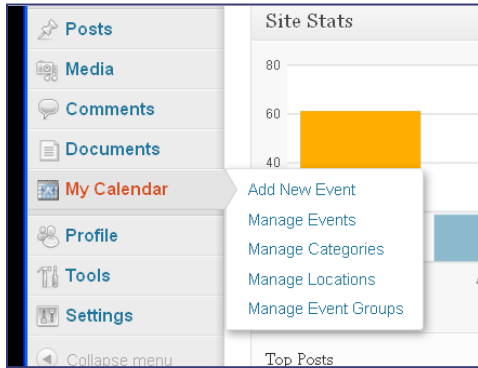 Posts
Media
Comments
Documents
My Calendar
Profile
Tools
Settings
Collapse menu
Site Stats
80
60
40
Add New Event
Manage Events
Manage Categories
Manage Locations
Manage Event Groups
Top Posts